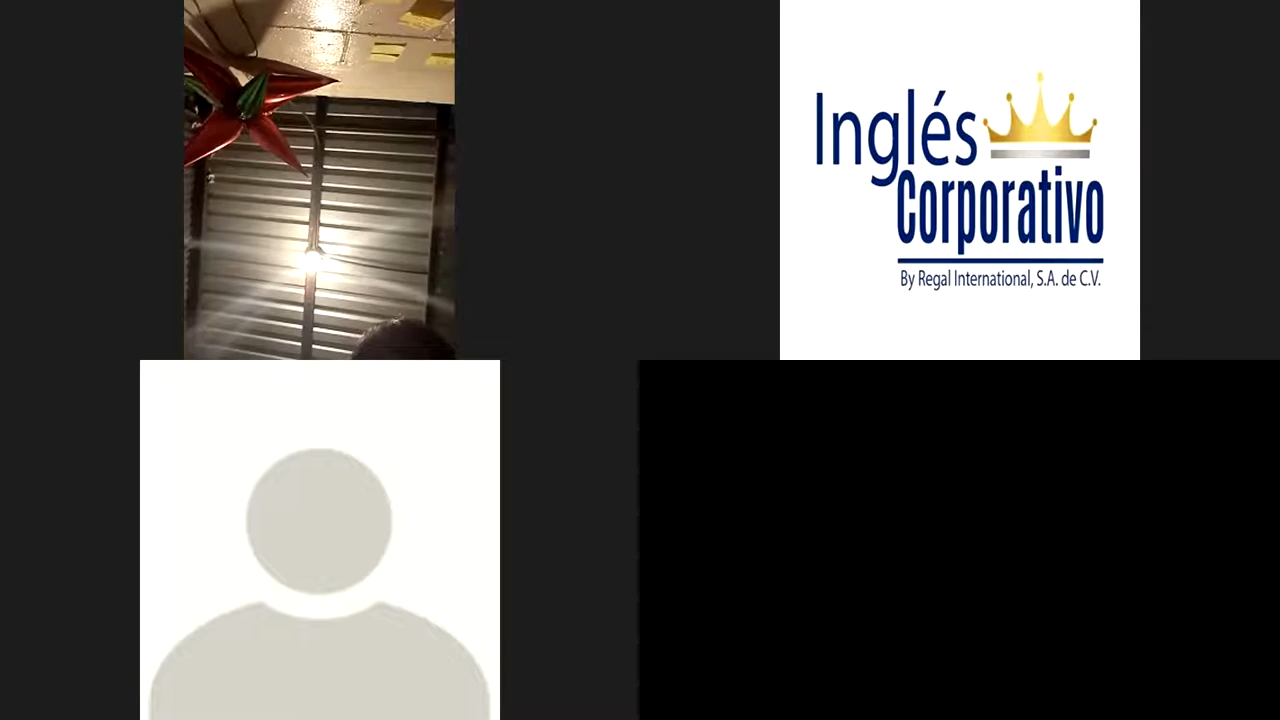 Inglés
Corporativo
By Regal International, S.A. de C.V.